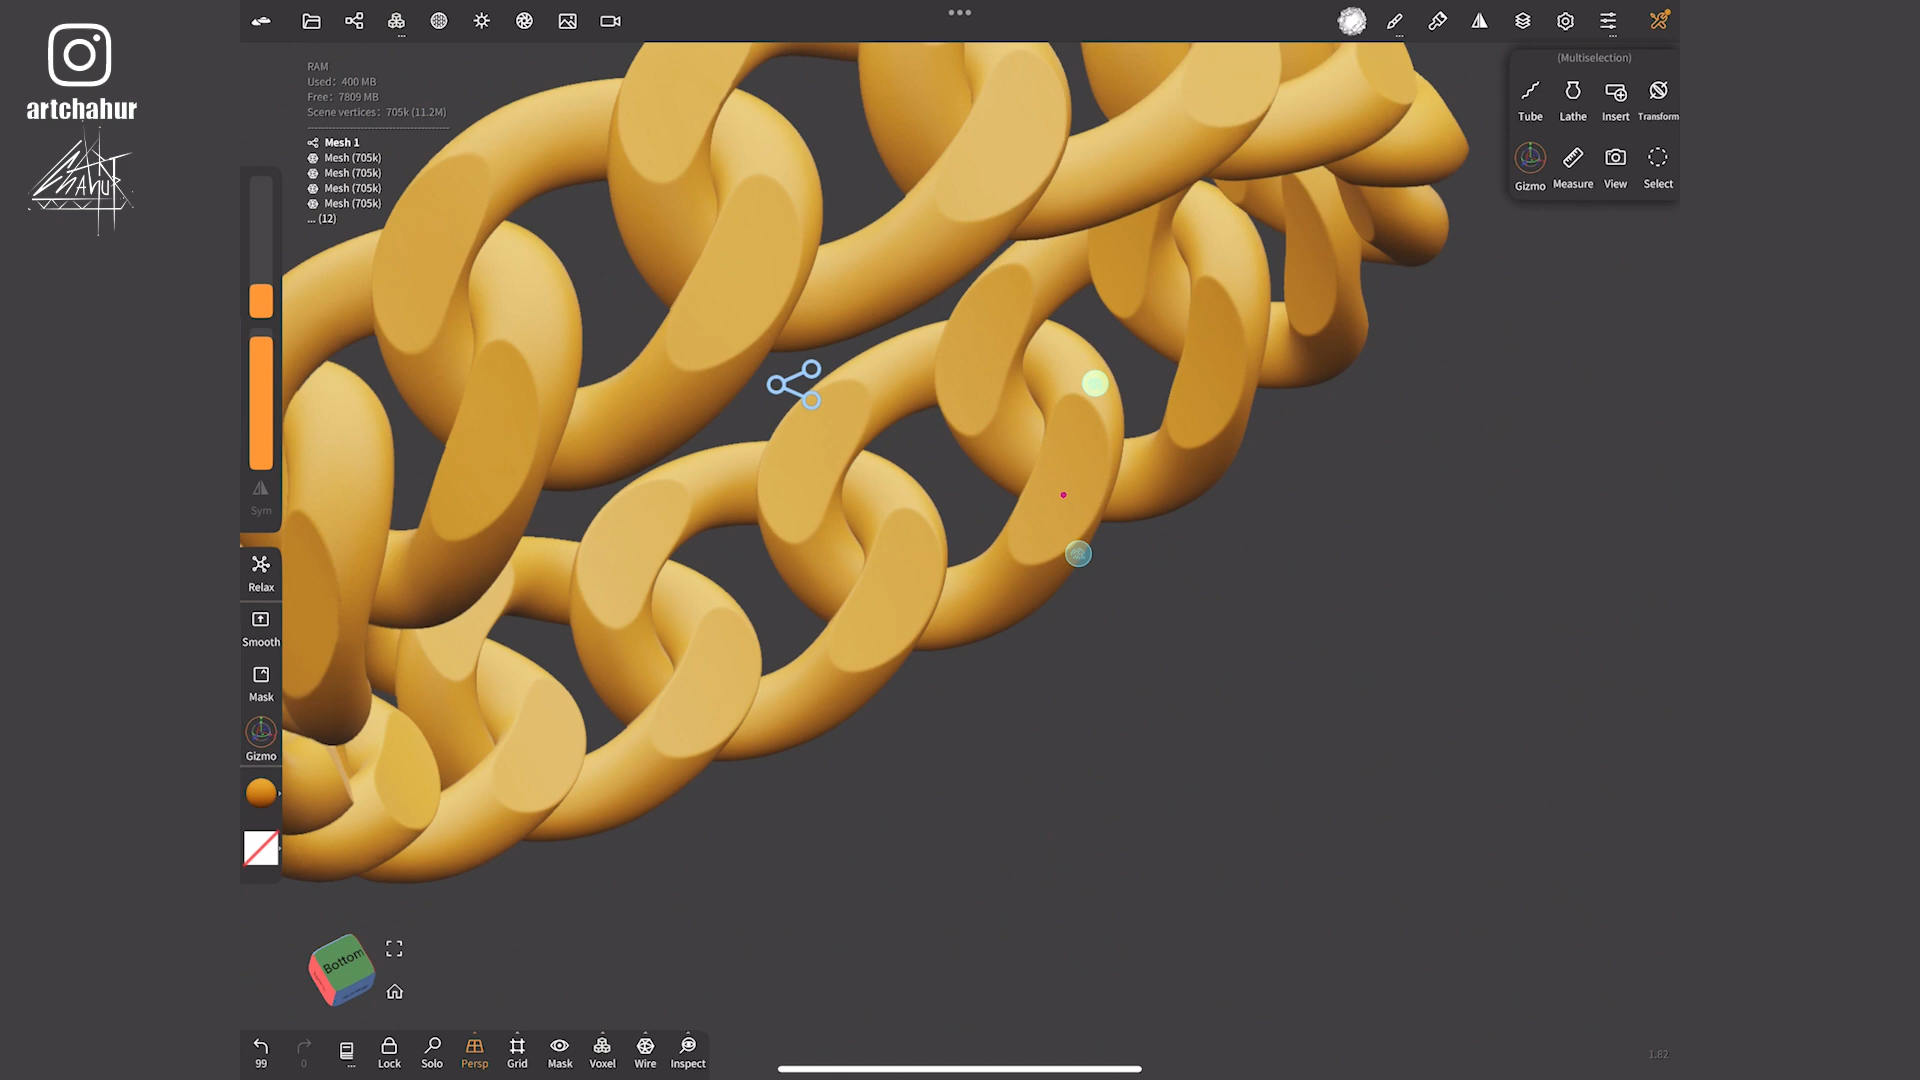 artchahur
RAM
Used: 400 MB
Free: 7809 MB
Scene vertices: 705k (11.2M)
Mesh 1
Mesh (705k)
Mesh (705k)
Mesh (705k)
Mesh (705k)
... (12)
(Multiselection)
Tube Lathe Insert Transform
Gizmo Measure View Select
Sym
Relax
Smooth
Mask
Gizmo
Bottom
99 0 ... Lock Solo Persp Grid Mask Voxel Wire Inspect
1.82